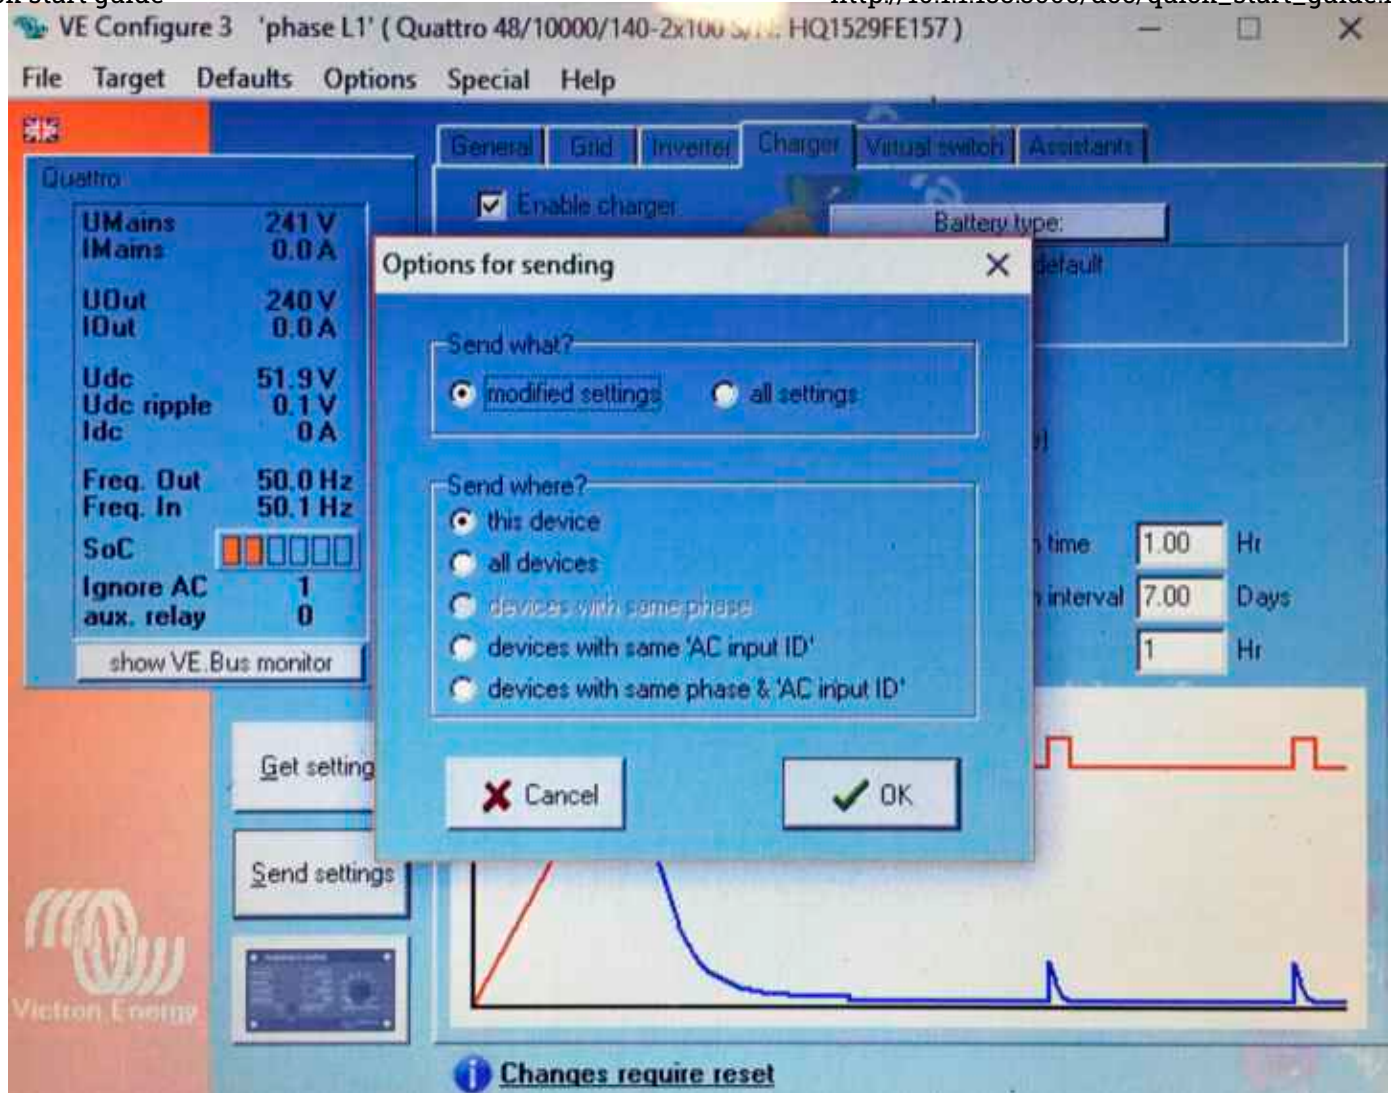 VE Configure 3 'phase L1' ( Quattro 48/10000/140-2x100 S/N: HQ1529FE157 )
File Target Defaults Options Special Help
General Grid Inverter Charger Virtual switch Assistants
Quattro
Enable charger
UMains 241 V
Battery type:
IMains 0.0 A
Options for sending
default
UOut 240 V
IOut 0.0 A
Send what?
Udc 51.9 V
modified settings all settings
Udc ripple 0.1 V
Idc 0 A
Freq. Out 50.0 Hz
Send where?
Freq. In 50.1 Hz
this device
SoC
time 1.00 Hr
all devices
Ignore AC 1
devices with same phase
interval 7.00 Days
aux. relay 0
devices with same 'AC input ID'
1 Hr
show VE.Bus monitor
devices with same phase & 'AC input ID'
Get setting
Cancel OK
Send settings
Victron Energy
Changes require reset